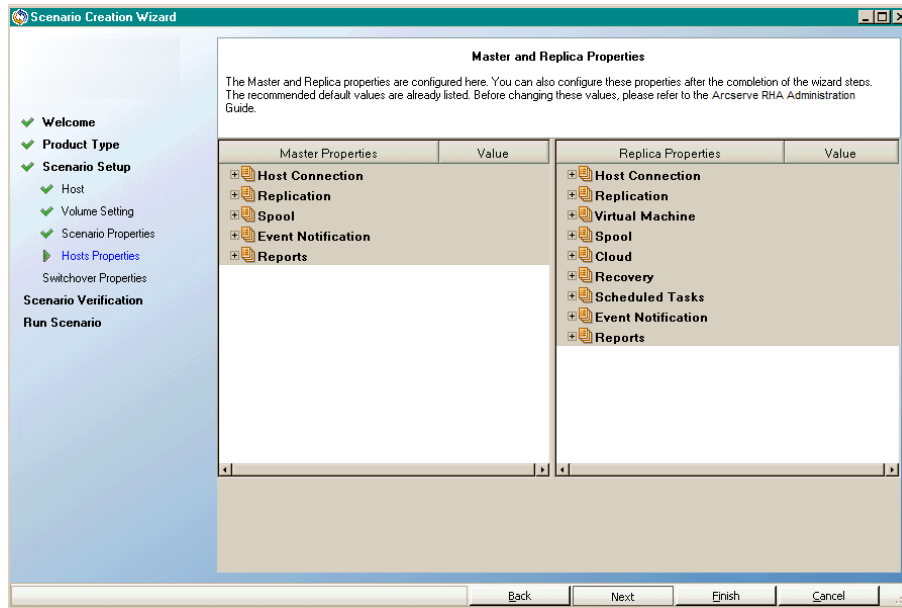 Scenario Creation Wizard
Welcome
Product Type
Scenario Setup
Host
Volume Setting
Scenario Properties
Hosts Properties
Switchover Properties
Scenario Verification
Run Scenario
Master and Replica Properties
The Master and Replica properties are configured here. You can also configure these properties after the completion of the wizard steps.
The recommended default values are already listed. Before changing these values, please refer to the Arcserve RHA Administration
Guide.
Master Properties Value
Host Connection
Replication
Spool
Event Notification
Reports
Replica Properties Value
Host Connection
Replication
Virtual Machine
Spool
Cloud
Recovery
Scheduled Tasks
Event Notification
Reports
Back Next Finish Cancel